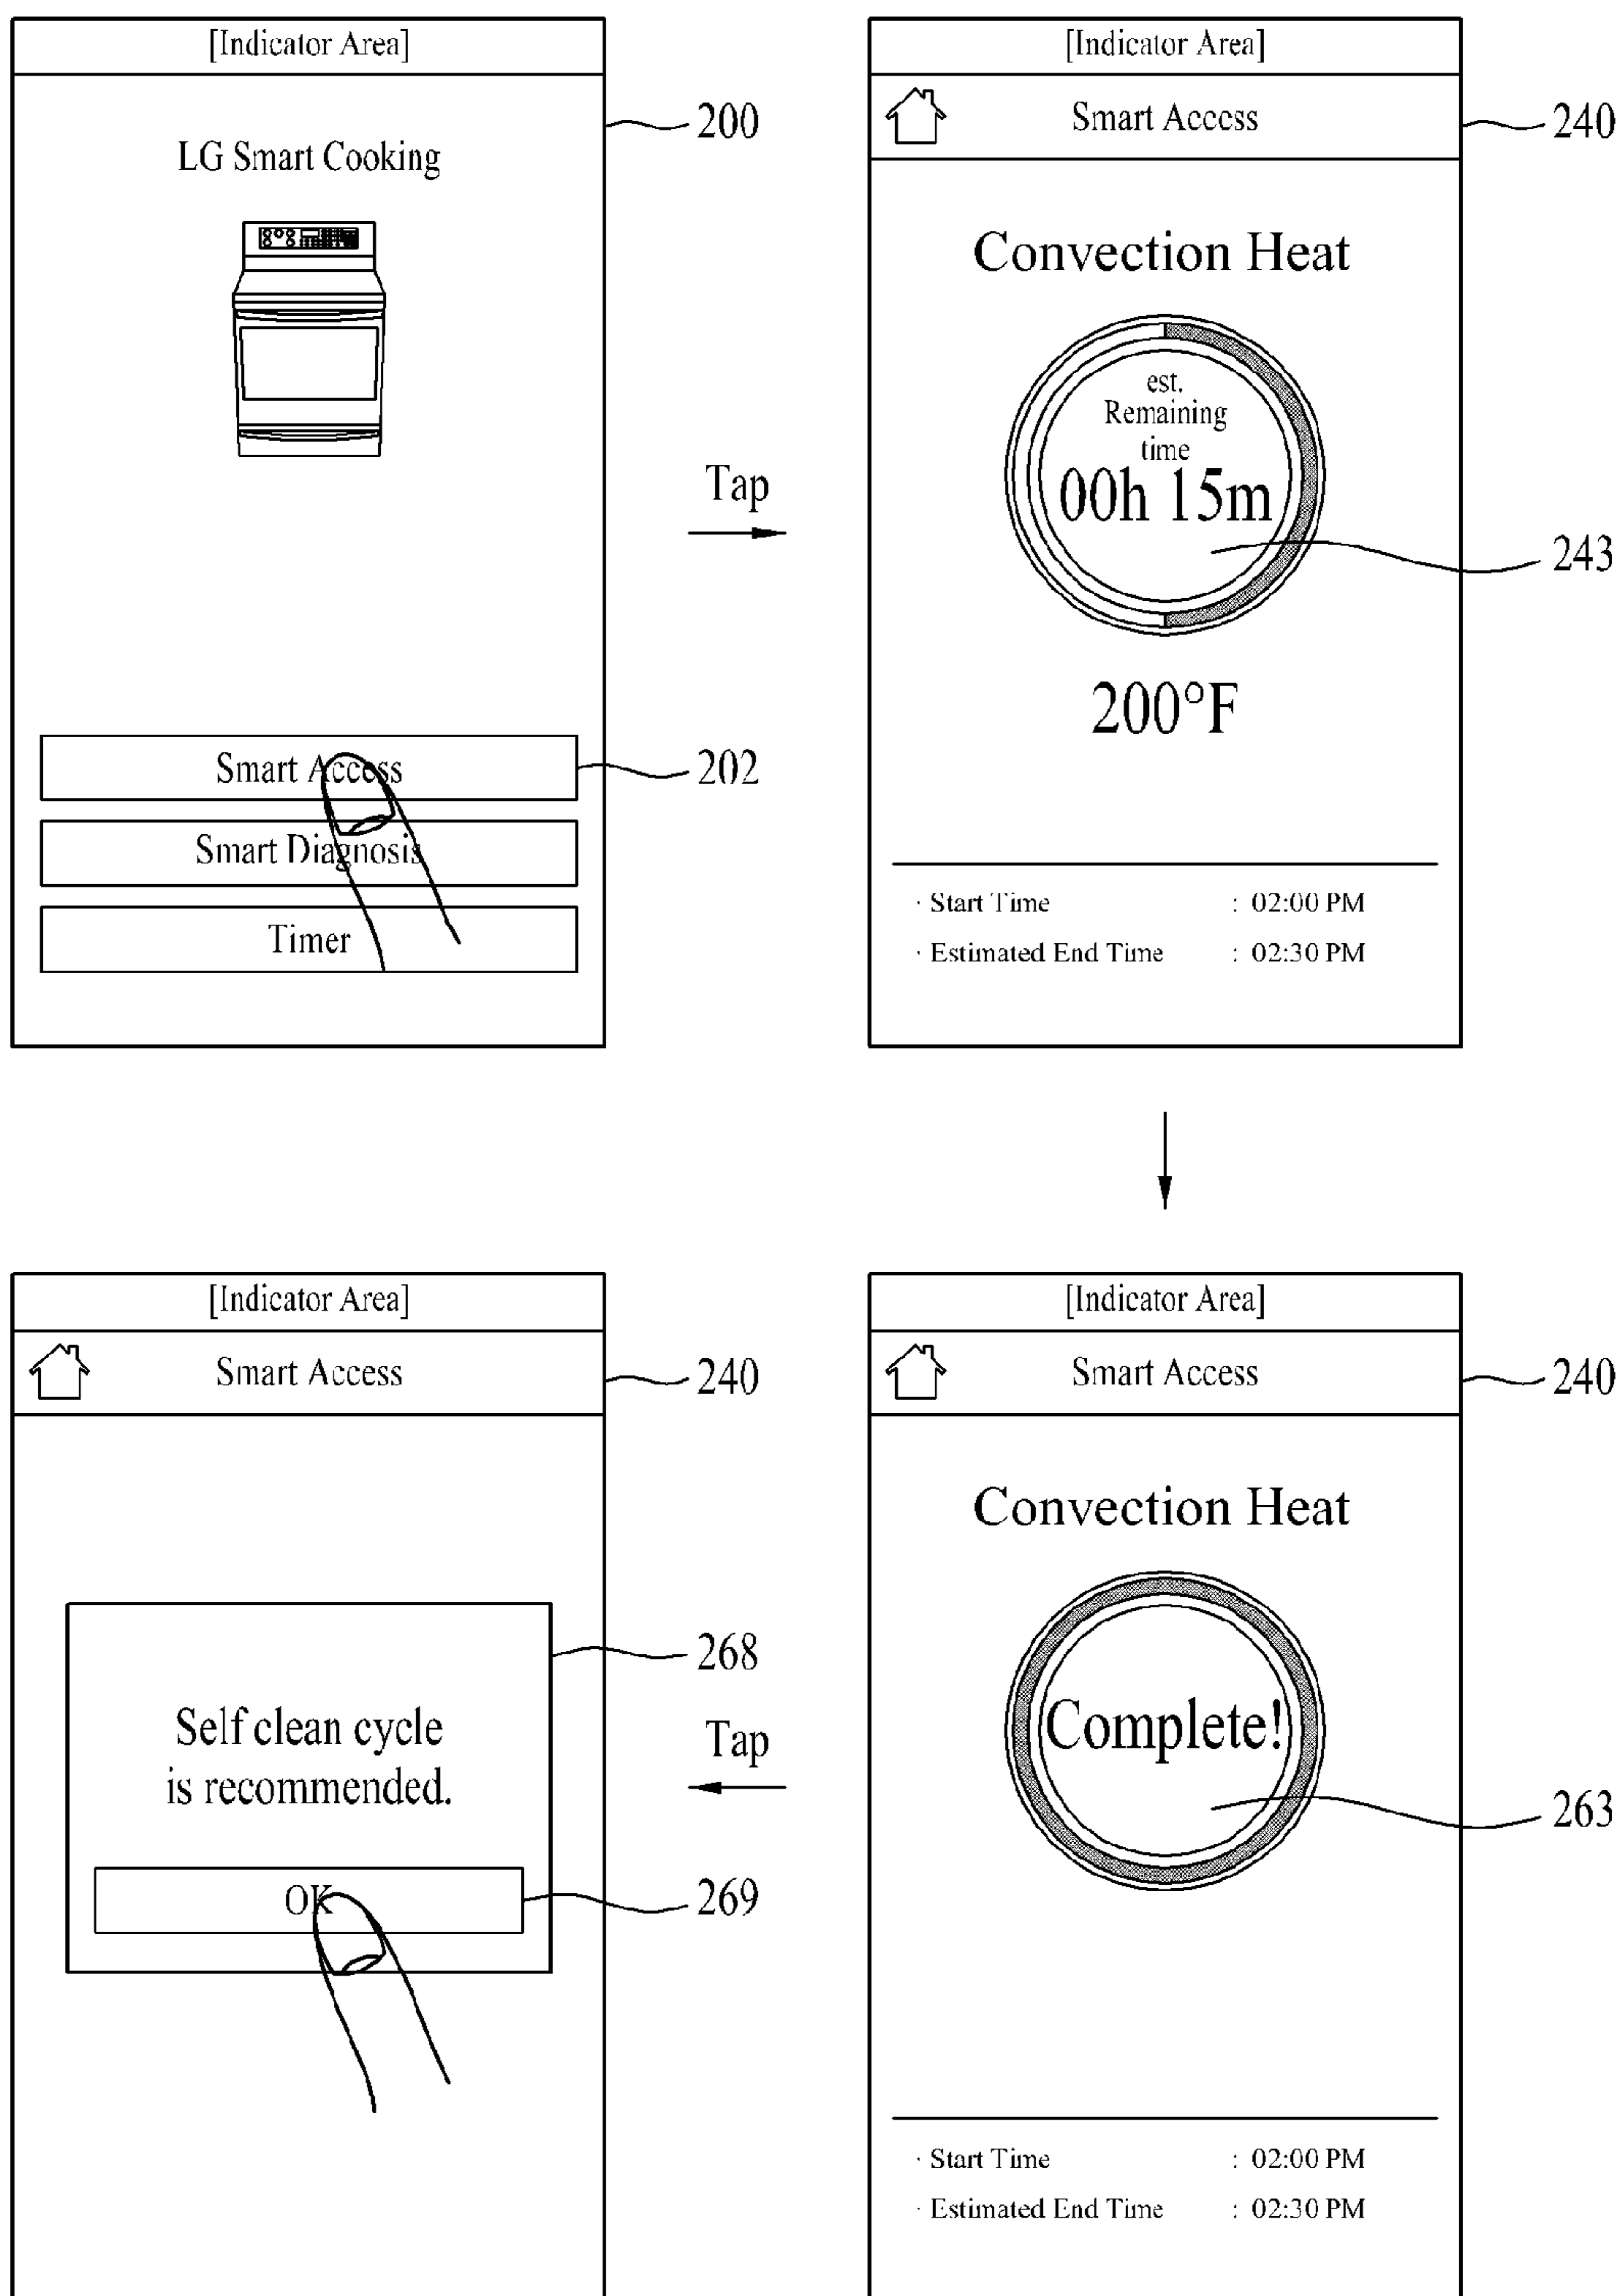 [Indicator Area]
200
LG Smart Cooking
Smart Access
202
Smart Diagnosis
Timer
Tap
[Indicator Area]
Smart Access
240
Convection Heat
est.
Remaining
time
00h 15m
243
200°F
· Start Time : 02:00 PM
· Estimated End Time : 02:30 PM
[Indicator Area]
Smart Access
240
Convection Heat
Complete!
263
· Start Time : 02:00 PM
· Estimated End Time : 02:30 PM
Tap
[Indicator Area]
Smart Access
240
268
Self clean cycle
is recommended.
OK
269